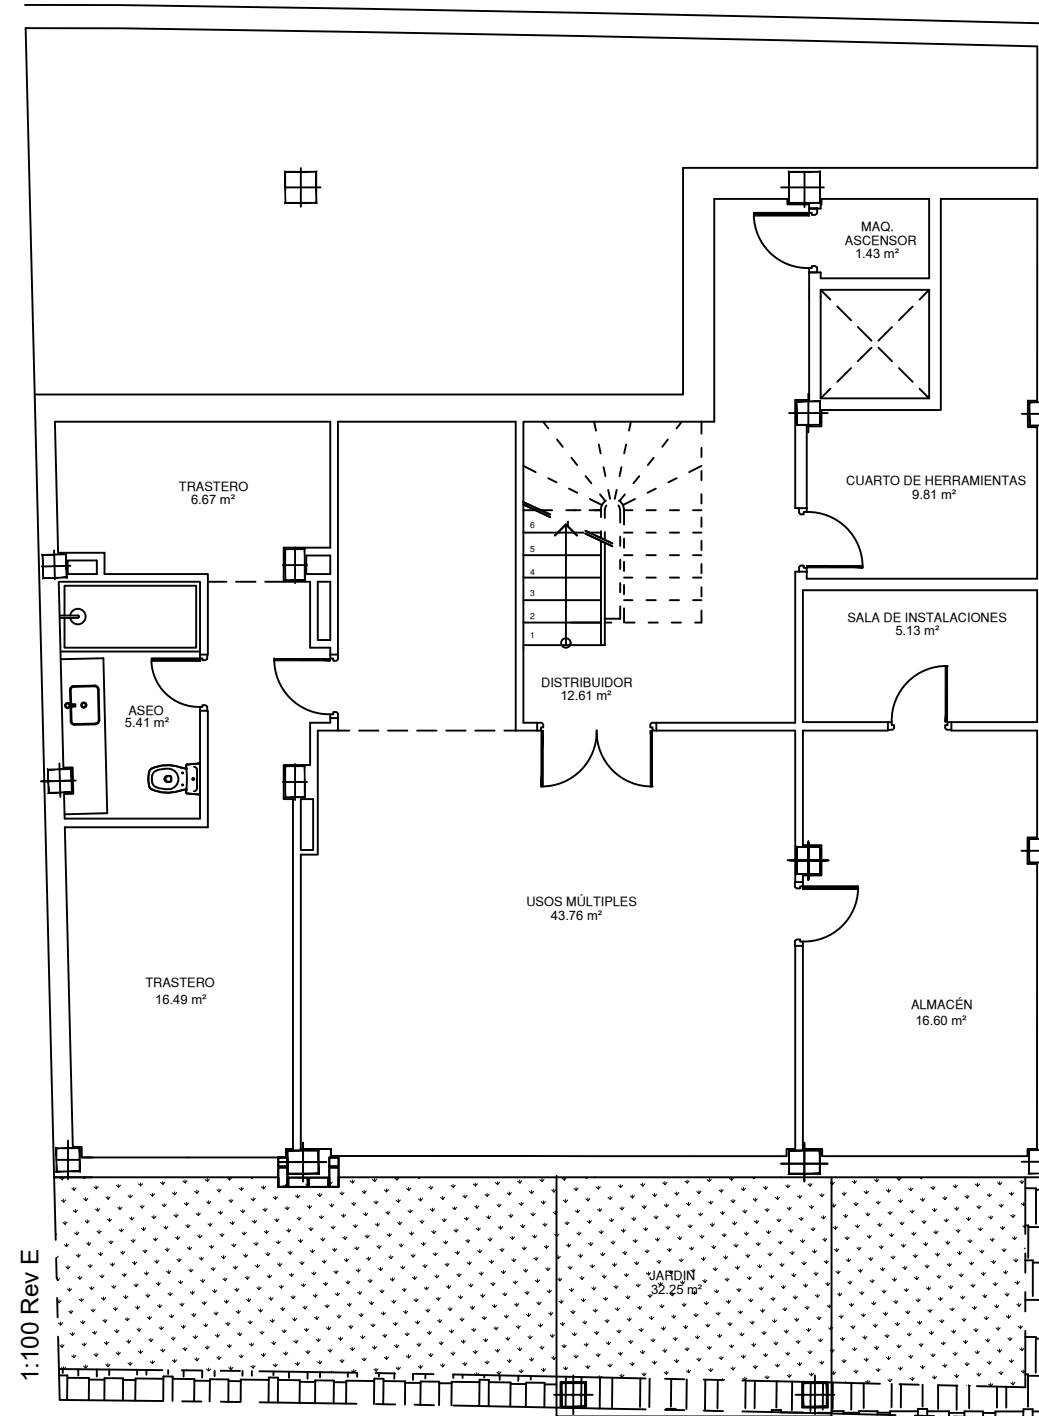 MAQ.
ASCENSOR
1.43 m²
TRASTERO
6.67 m²
CUARTO DE HERRAMIENTAS
9.81 m²
6
5
4
3
2
1
SALA DE INSTALACIONES
5.13 m²
DISTRIBUIDOR
12.61 m²
ASEO
5.41 m²
USOS MÚLTIPLES
43.76 m²
TRASTERO
16.49 m²
ALMACÉN
16.60 m²
JARDIN
32.25 m²
1:100 Rev E